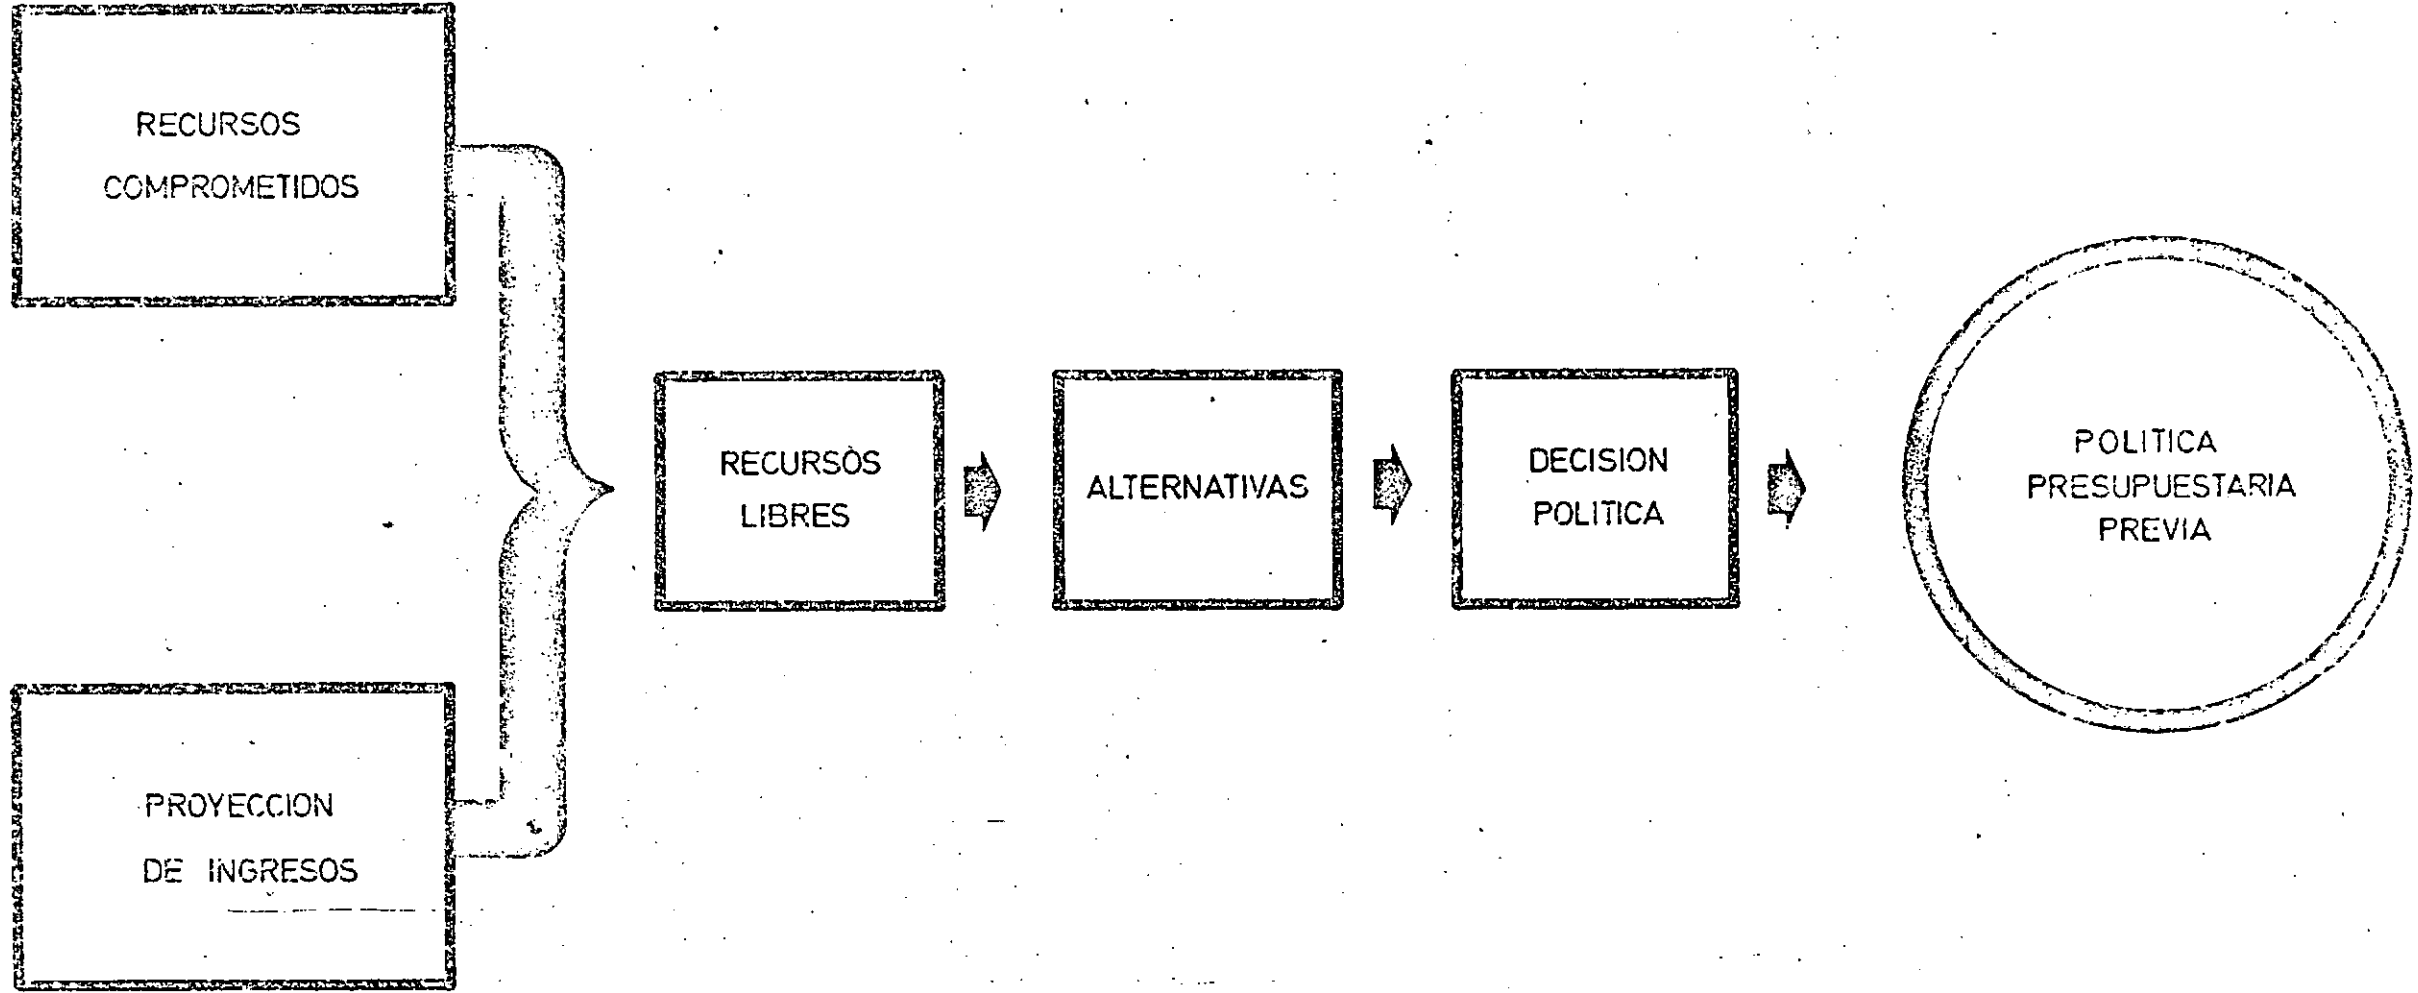 RECURSOS
COMPROMETIDOS
PROYECCION
DE INGRESOS
RECURSOS
LIBRES
ALTERNATIVAS
DECISION
POLITICA
POLITICA
PRESUPUESTARIA
PREVIA